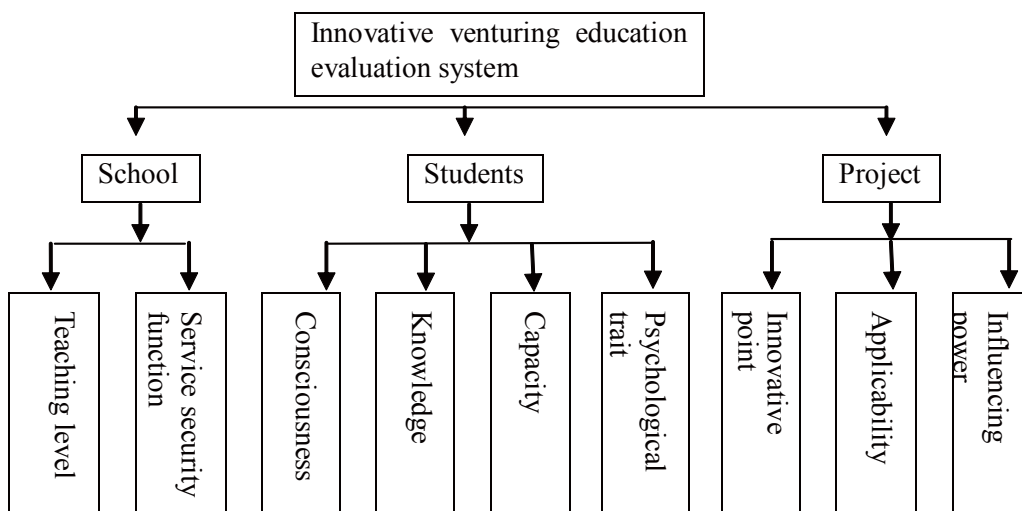 Innovative venturing education
evaluation system
School
Students
Project
Teaching level
Service security
function
Consciousness
Knowledge
Capacity
Psychological
trait
Innovative
point
Applicability
Influencing
power